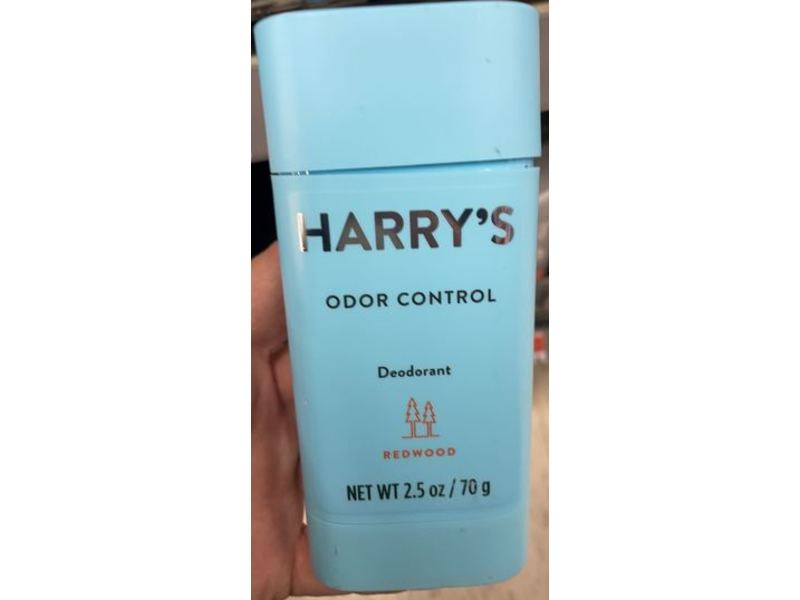 HARRY'S
ODOR CONTROL
Deodorant
REDWOOD
NET WT 2.5 oz / 70 g